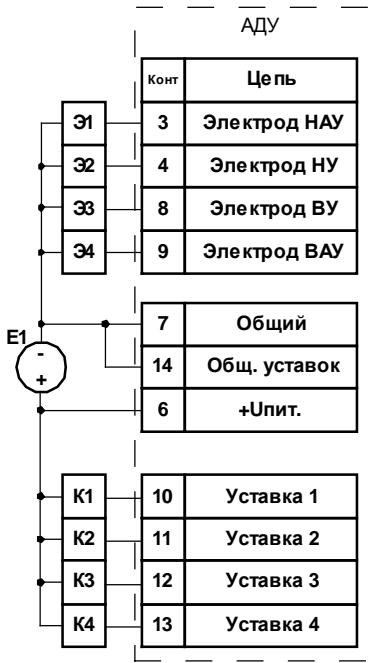 АДУ
Конт Цепь
Э1 3 Электрод НАУ
Э2 4 Электрод НУ
Э3 8 Электрод ВУ
Э4 9 Электрод ВАУ
7 Общий
E1 - + 14 Общ. уставок
6 +Uпит.
К1 10 Уставка 1
К2 11 Уставка 2
К3 12 Уставка 3
К4 13 Уставка 4